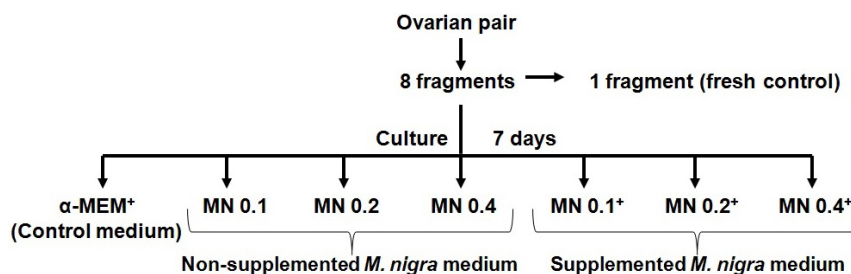 Ovarian pair
8 fragments 1 fragment (fresh control)
Culture 7 days
α-MEM⁺ MN 0.1 MN 0.2 MN 0.4 MN 0.1⁺ MN 0.2⁺ MN 0.4⁺
(Control medium)
Non-supplemented M. nigra medium Supplemented M. nigra medium